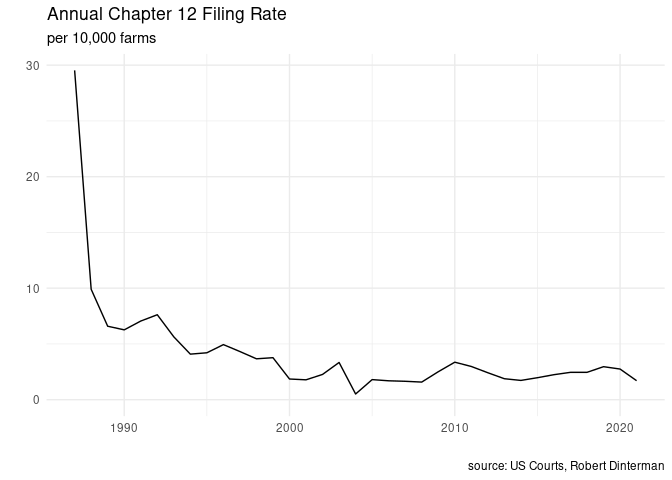 Annual Chapter 12 Filing Rate
per 10,000 farms
30
20
10
0
1990
2000
2010
2020
source: US Courts, Robert Dinterman